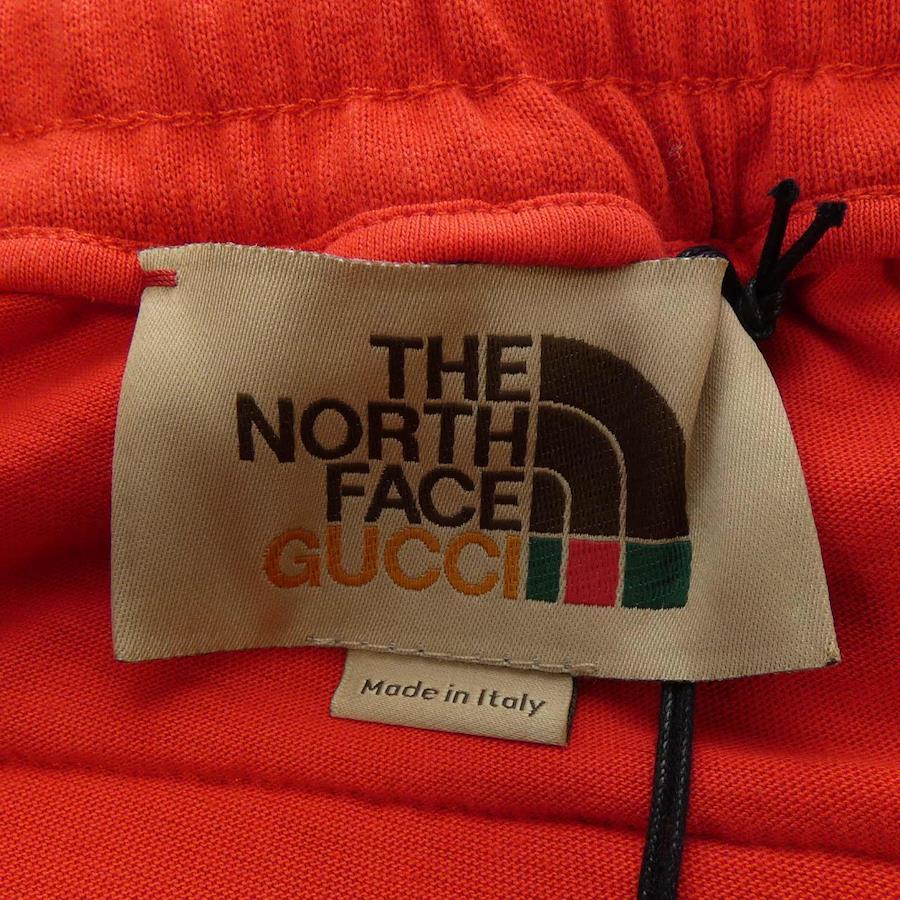 THE
NORTH
FACE
GUCCI
Made in Italy